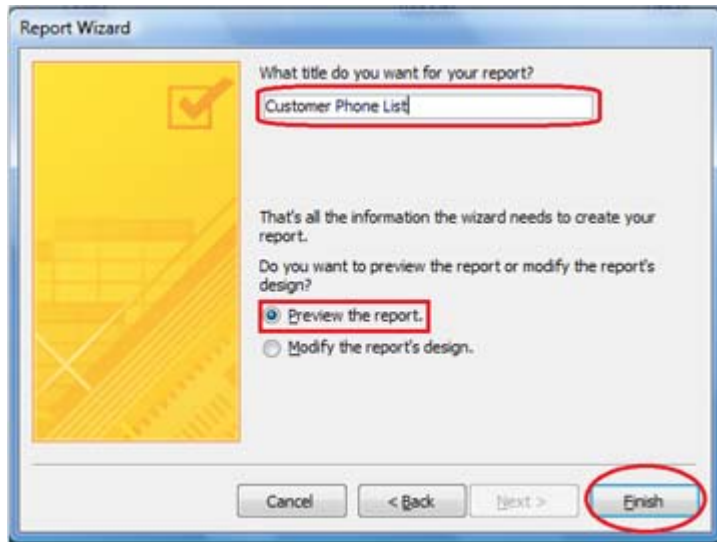 Report Wizard
What title do you want for your report?
Customer Phone List
That's all the information the wizard needs to create your
report.
Do you want to preview the report or modify the report's
design?
Preview the report.
Modify the report's design.
Cancel
< Back
Next >
Finish